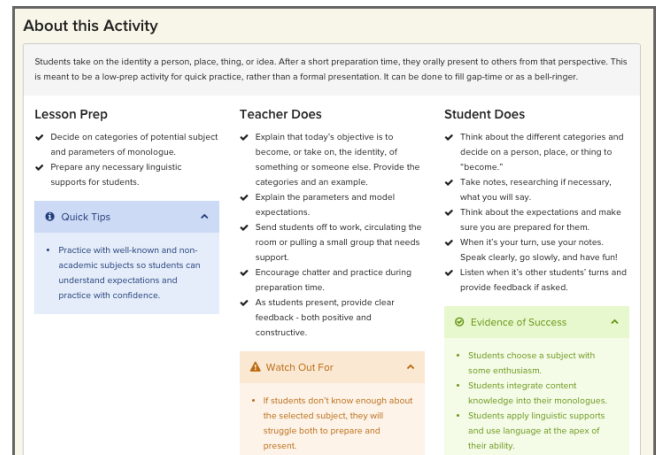 About this Activity
Students take on the identity a person, place, thing, or idea. After a short preparation time, they orally present to others from that perspective. This
is meant to be a low-prep activity for quick practice, rather than a formal presentation. It can be done to fill gap-time or as a bell-ringer.
Lesson Prep
Decide on categories of potential subject
and parameters of monologue.
Prepare any necessary linguistic
supports for students.
Quick Tips
Practice with well-known and non-
academic subjects so students can
understand expectations and
practice with confidence.
Teacher Does
Explain that today's objective is to
become, or take on, the identity, of
something or someone else. Provide the
categories and an example.
Explain the parameters and model
expectations.
Send students off to work, circulating the
room or pulling a small group that needs
support.
Encourage chatter and practice during
preparation time.
As students present, provide clear
feedback - both positive and
constructive.
Watch Out For
If students don't know enough about
the selected subject, they will
struggle both to prepare and
present.
Student Does
Think about the different categories and
decide on a person, place, or thing to
"become."
Take notes, researching if necessary,
what you will say.
Think about the expectations and make
sure you are prepared for them.
When it's your turn, use your notes.
Speak clearly, go slowly, and have fun!
Listen when it's other students' turns and
provide feedback if asked.
Evidence of Success
Students choose a subject with
some enthusiasm.
Students integrate content
knowledge into their monologues.
Students apply linguistic supports
and use language at the apex of
their ability.